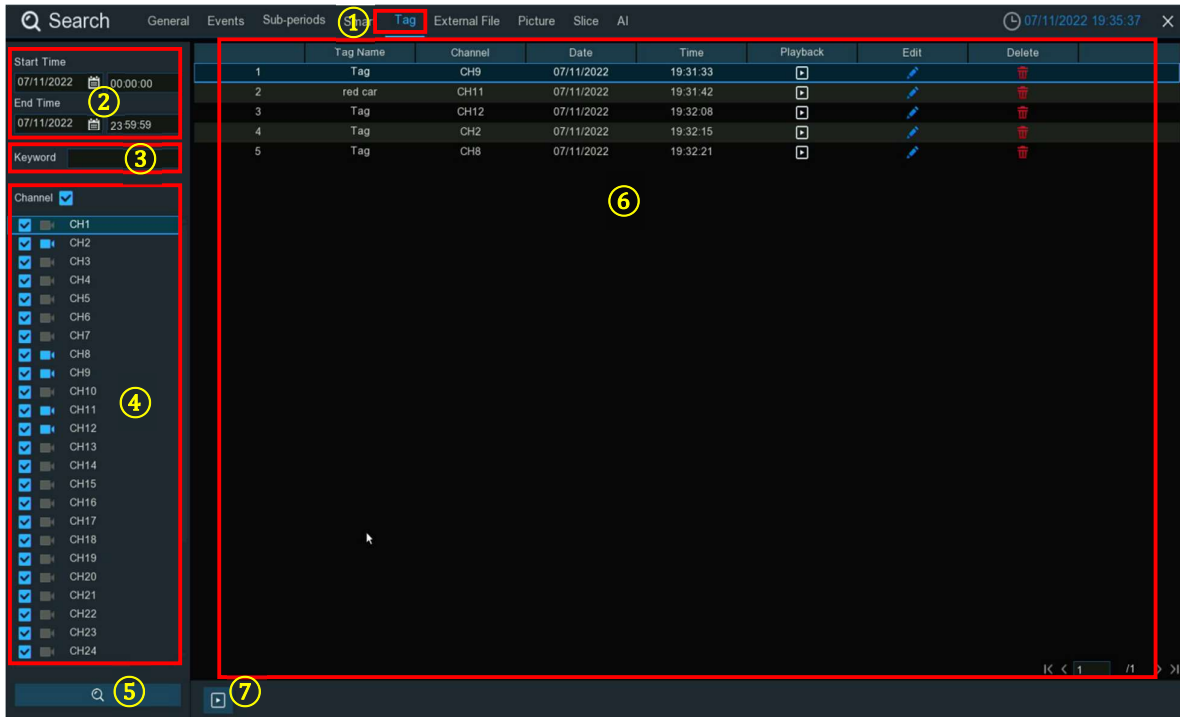 Search General Events Sub-periods Smart ① Tag External File Picture Slice AI 07/11/2022 19:35:37
Start Time
07/11/2022 00:00:00
②
End Time
07/11/2022 23:59:59
Keyword ③
Channel
CH1
CH2
CH3
CH4
CH5
CH6
CH7
CH8
CH9
CH10
④
CH11
CH12
CH13
CH14
CH15
CH16
CH17
CH18
CH19
CH20
CH21
CH22
CH23
CH24
⑤
Tag Name Channel Date Time Playback Edit Delete
1 Tag CH9 07/11/2022 19:31:33
2 red car CH11 07/11/2022 19:31:42
3 Tag CH12 07/11/2022 19:32:08
4 Tag CH2 07/11/2022 19:32:15
5 Tag CH8 07/11/2022 19:32:21
⑥
1 /1
⑦